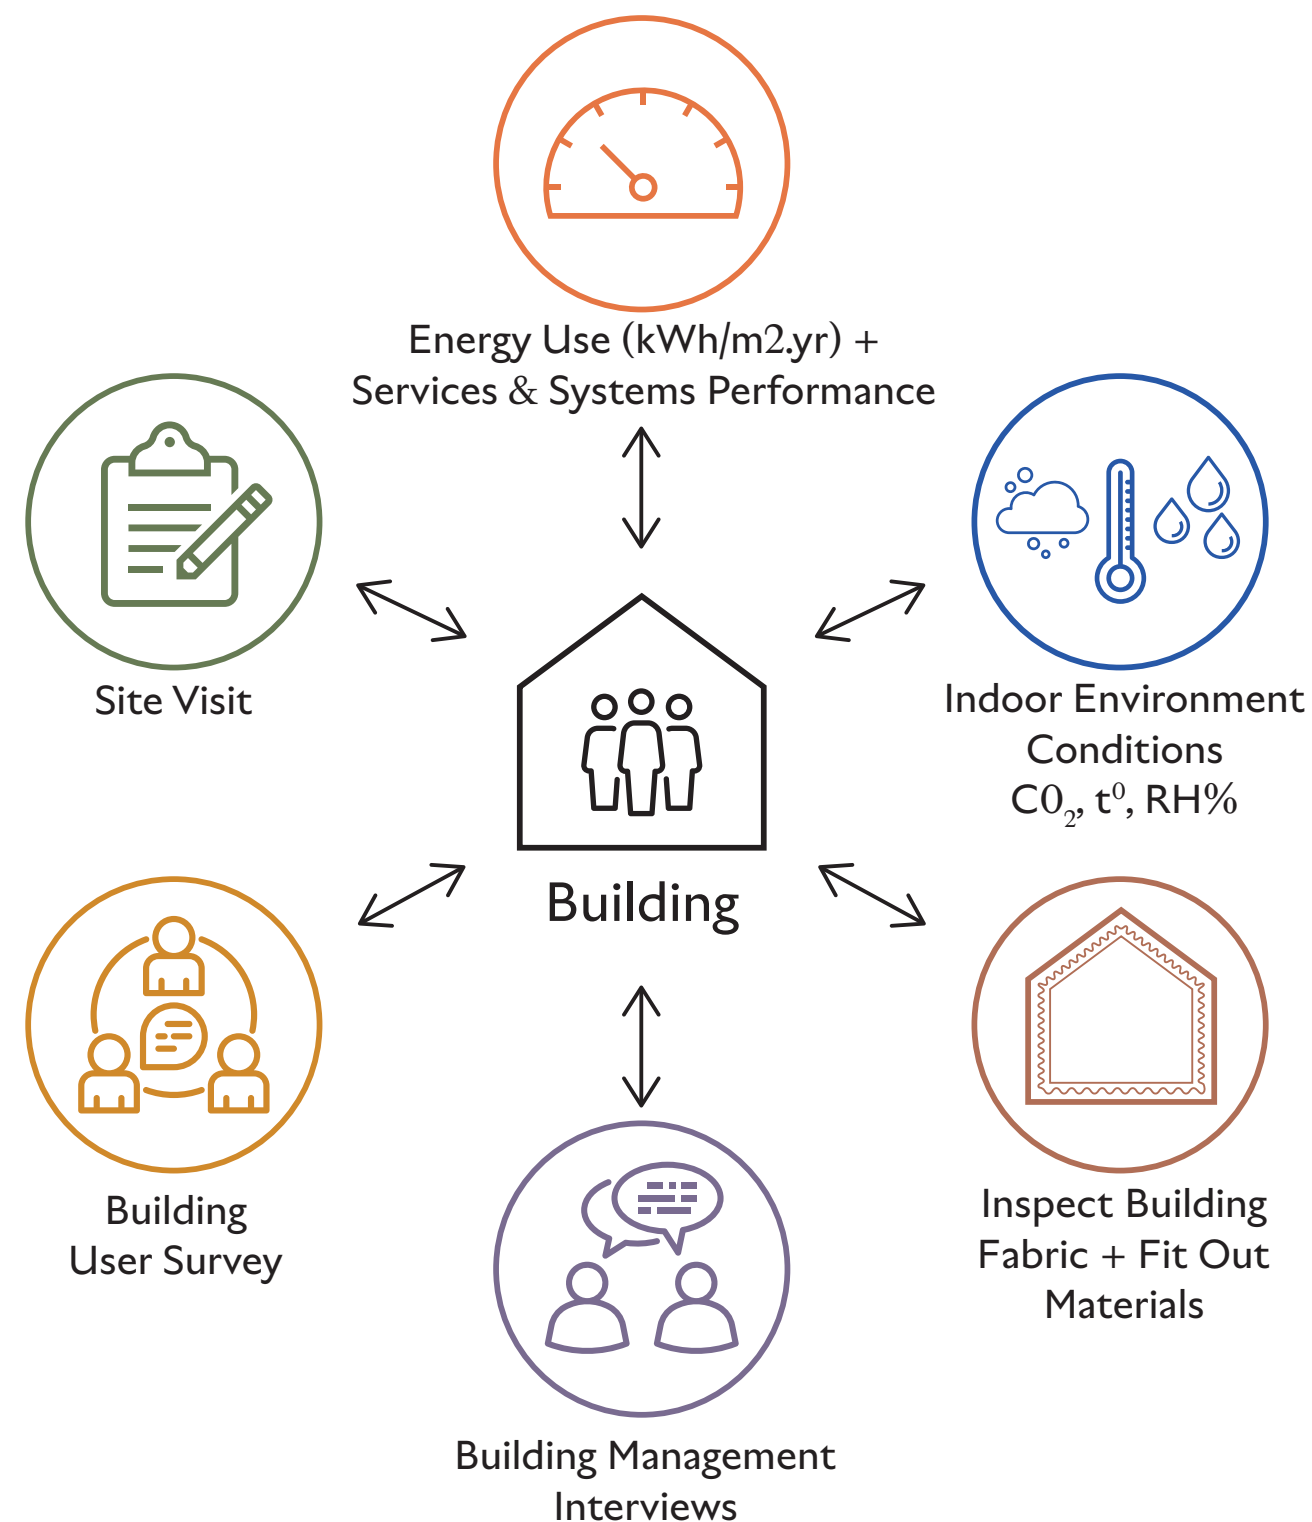 Energy Use (kWh/m2.yr) +
Services & Systems Performance
Site Visit
Indoor Environment
Conditions
C0₂, t⁰, RH%
Building
Building
User Survey
Inspect Building
Fabric + Fit Out
Materials
Building Management
Interviews